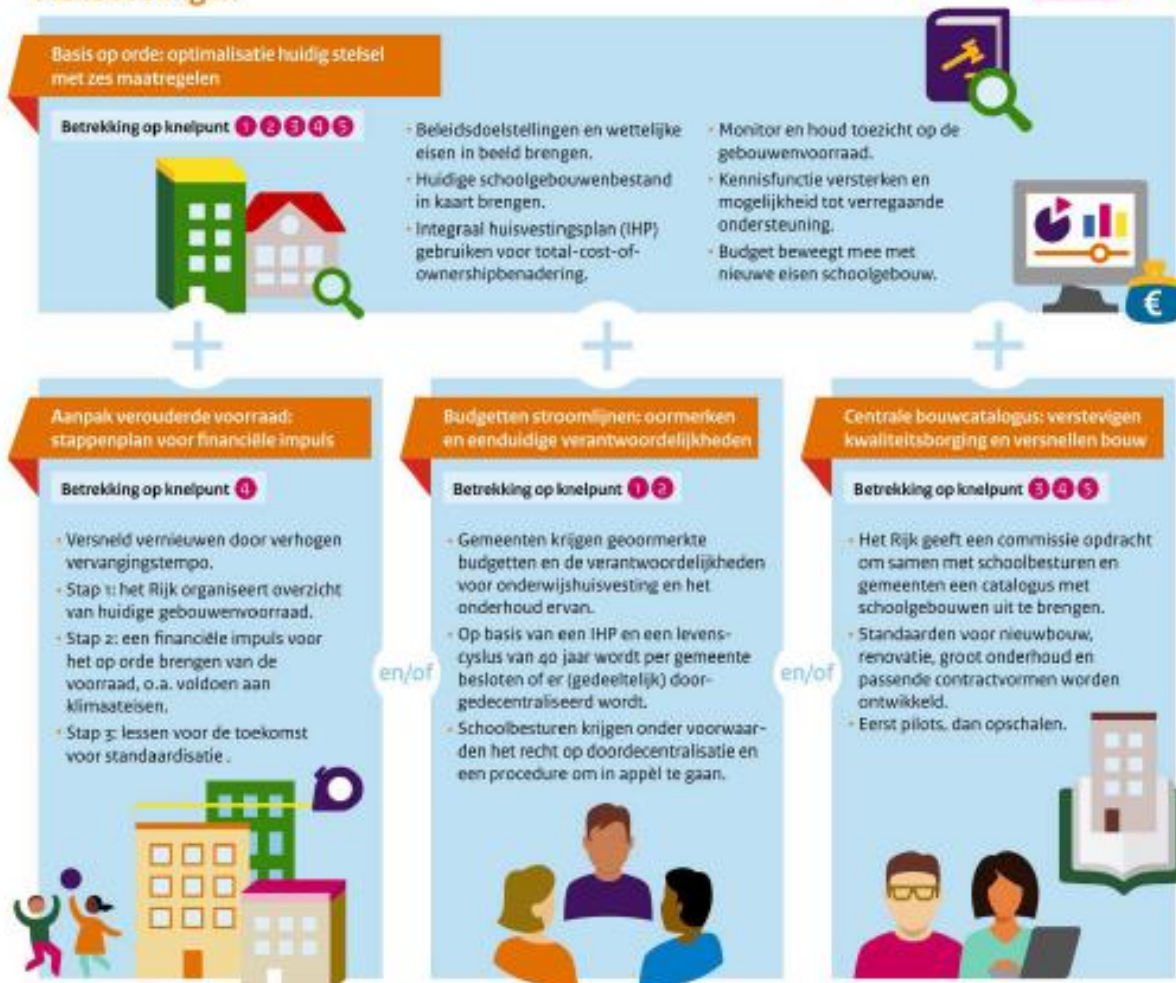 Basis op orde: optimalisatie huidig stelsel
met zes maatregelen
Betrekking op knelpunt 1 2 3 4 5
• Beleidsdoelstellingen en wettelijke
eisen in beeld brengen.
• Huidige schoolgebouwenbestand
in kaart brengen.
• Integraal huisvestingsplan (IHP)
gebruiken voor total-cost-of-
ownershipbenadering.
• Monitor en houd toezicht op de
gebouwenvoorraad.
• Kennisfunctie versterken en
mogelijkheid tot verregaande
ondersteuning.
• Budget beweegt mee met
nieuwe eisen schoolgebouw.
€
+
+
+
Aanpak verouderde voorraad:
stappenplan voor financiële impuls
Betrekking op knelpunt 4
• Versneld vernieuwen door verhogen
vervangingstempo.
• Stap 1: het Rijk organiseert overzicht
van huidige gebouwenvoorraad.
• Stap 2: een financiële impuls voor
het op orde brengen van de
voorraad, o.a. voldoen aan
klimaateisen.
• Stap 3: lessen voor de toekomst
voor standaardisatie .
en/of
Budgetten stroomlijnen: oormerken
en eenduidige verantwoordelijkheden
Betrekking op knelpunt 1 2
• Gemeenten krijgen geoormerkte
budgetten en de verantwoordelijkheden
voor onderwijshuisvesting en het
onderhoud ervan.
• Op basis van een IHP en een levens-
cyclus van 40 jaar wordt per gemeente
besloten of er (gedeeltelijk) door-
gedecentraliseerd wordt.
• Schoolbesturen krijgen onder voorwaar-
den het recht op doordecentralisatie en
een procedure om in appèl te gaan.
en/of
Centrale bouwcatalogus: verstevigen
kwaliteitsborging en versnellen bouw
Betrekking op knelpunt 3 4 5
• Het Rijk geeft een commissie opdracht
om samen met schoolbesturen en
gemeenten een catalogus met
schoolgebouwen uit te brengen.
• Standaarden voor nieuwbouw,
renovatie, groot onderhoud en
passende contractvormen worden
ontwikkeld.
• Eerst pilots, dan opschalen.